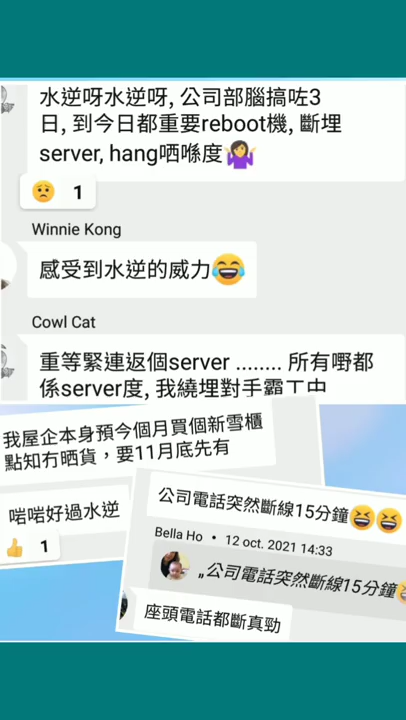 水逆呀水逆呀, 公司部腦搞咗3
日, 到今日都重要reboot機, 斷埋
server, hang哂喺度🤷‍♀️
😟 1
Winnie Kong
感受到水逆的威力😂
Cowl Cat
重等緊連返個server ........ 所有嘢都
係server度, 我繞埋對手霸工中
我屋企本身預今個月買個新雪櫃
點知冇晒貨，要11月底先有
啱啱好過水逆
👍 1
公司電話突然斷線15分鐘😆😆
Bella Ho • 12 oct. 2021 14:33
„公司電話突然斷線15分鐘😆
座頭電話都斷真勁